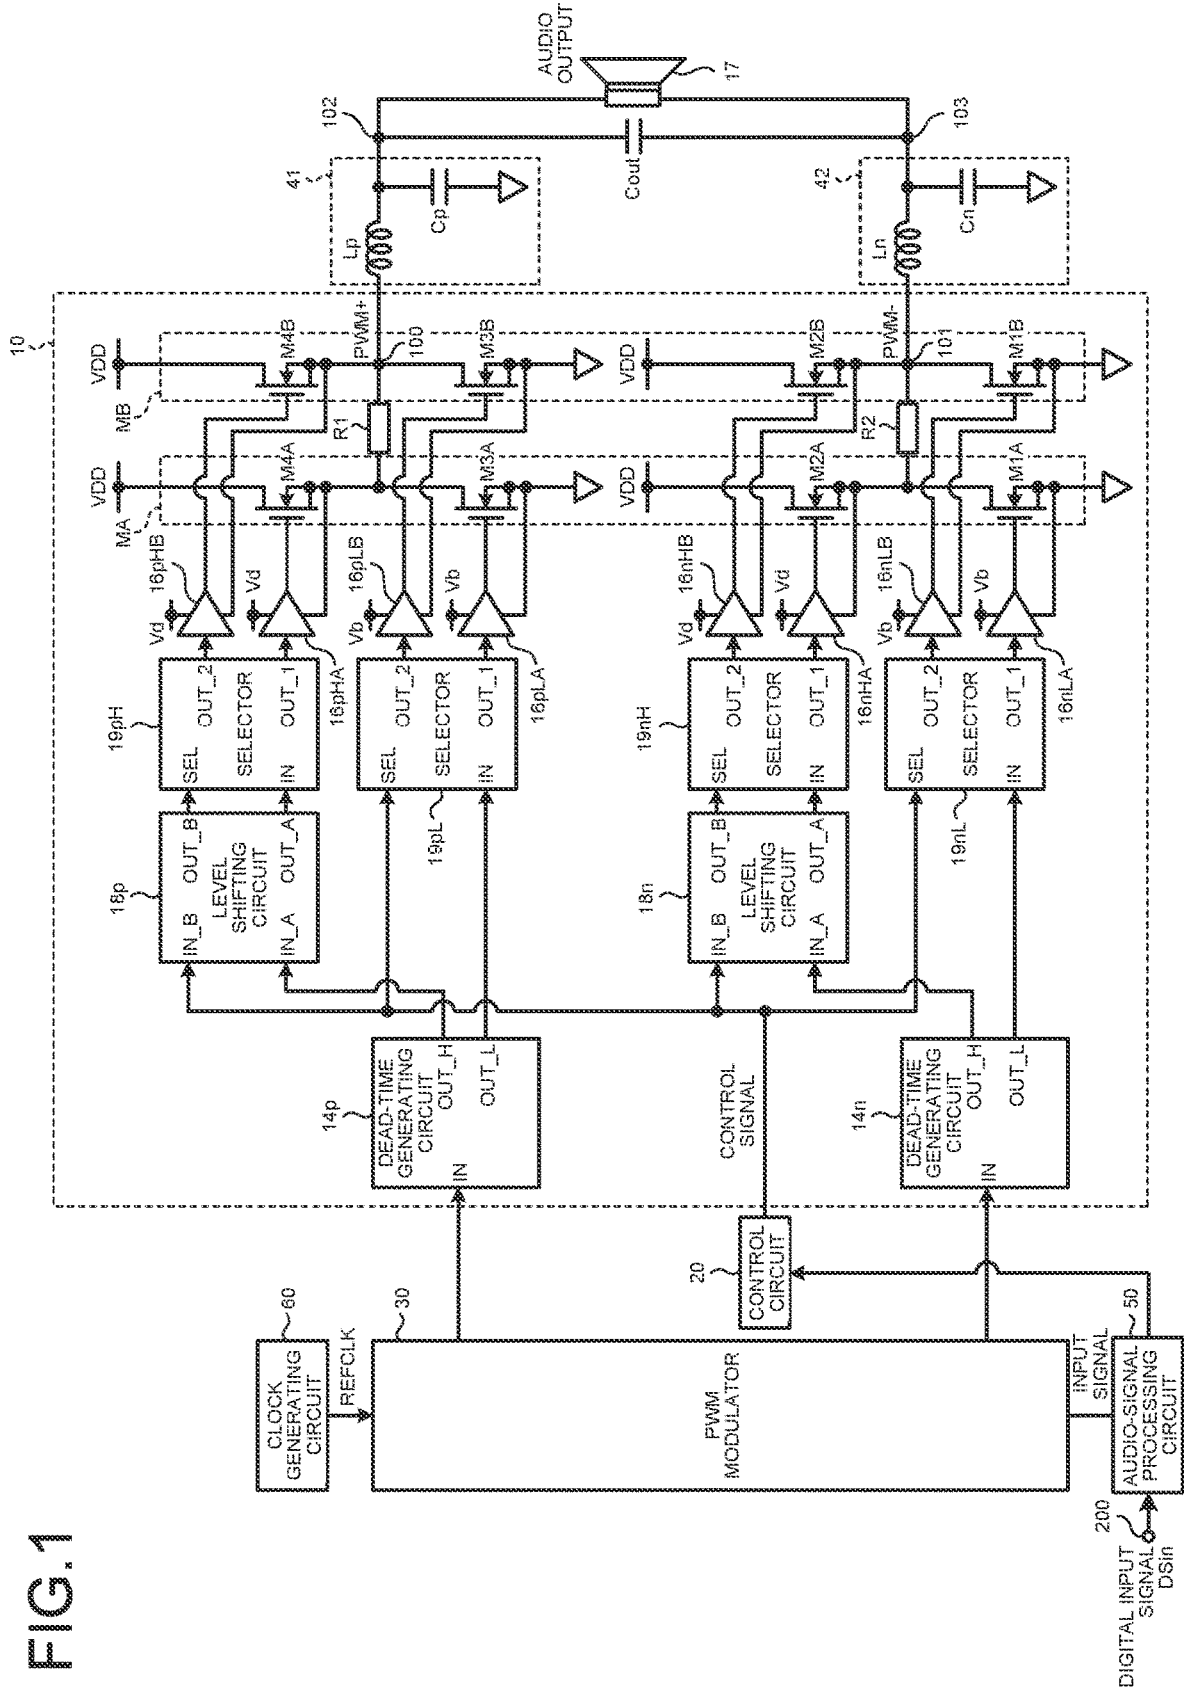 FIG.1
DIGITAL INPUT
SIGNAL
DSin
200
AUDIO-SIGNAL
PROCESSING
CIRCUIT
50
INPUT
SIGNAL
CLOCK
GENERATING
CIRCUIT
60
REFCLK
PWM
MODULATOR
30
CONTROL
CIRCUIT
20
CONTROL
SIGNAL
10
DEAD-TIME
GENERATING
CIRCUIT
IN
OUT_H
OUT_L
14p
DEAD-TIME
GENERATING
CIRCUIT
IN
OUT_H
OUT_L
14n
18p
IN_B
OUT_B
LEVEL
SHIFTING
CIRCUIT
IN_A
OUT_A
19pH
SEL
OUT_2
SELECTOR
IN
OUT_1
SEL
OUT_2
SELECTOR
IN
OUT_1
19pL
18n
IN_B
OUT_B
LEVEL
SHIFTING
CIRCUIT
IN_A
OUT_A
19nH
SEL
OUT_2
SELECTOR
IN
OUT_1
SEL
OUT_2
SELECTOR
IN
OUT_1
19nL
Vd
16pHB
Vd
16pHA
Vb
16pLB
Vb
16pLA
Vd
16nHB
Vd
16nHA
Vb
16nLB
Vb
16nLA
MA
VDD
M4A
M3A
VDD
M2A
M1A
R1
R2
MB
VDD
M4B
PWM+
100
M3B
VDD
M2B
PWM-
101
M1B
41
Lp
Cp
42
Ln
Cn
102
Cout
103
AUDIO
OUTPUT
17